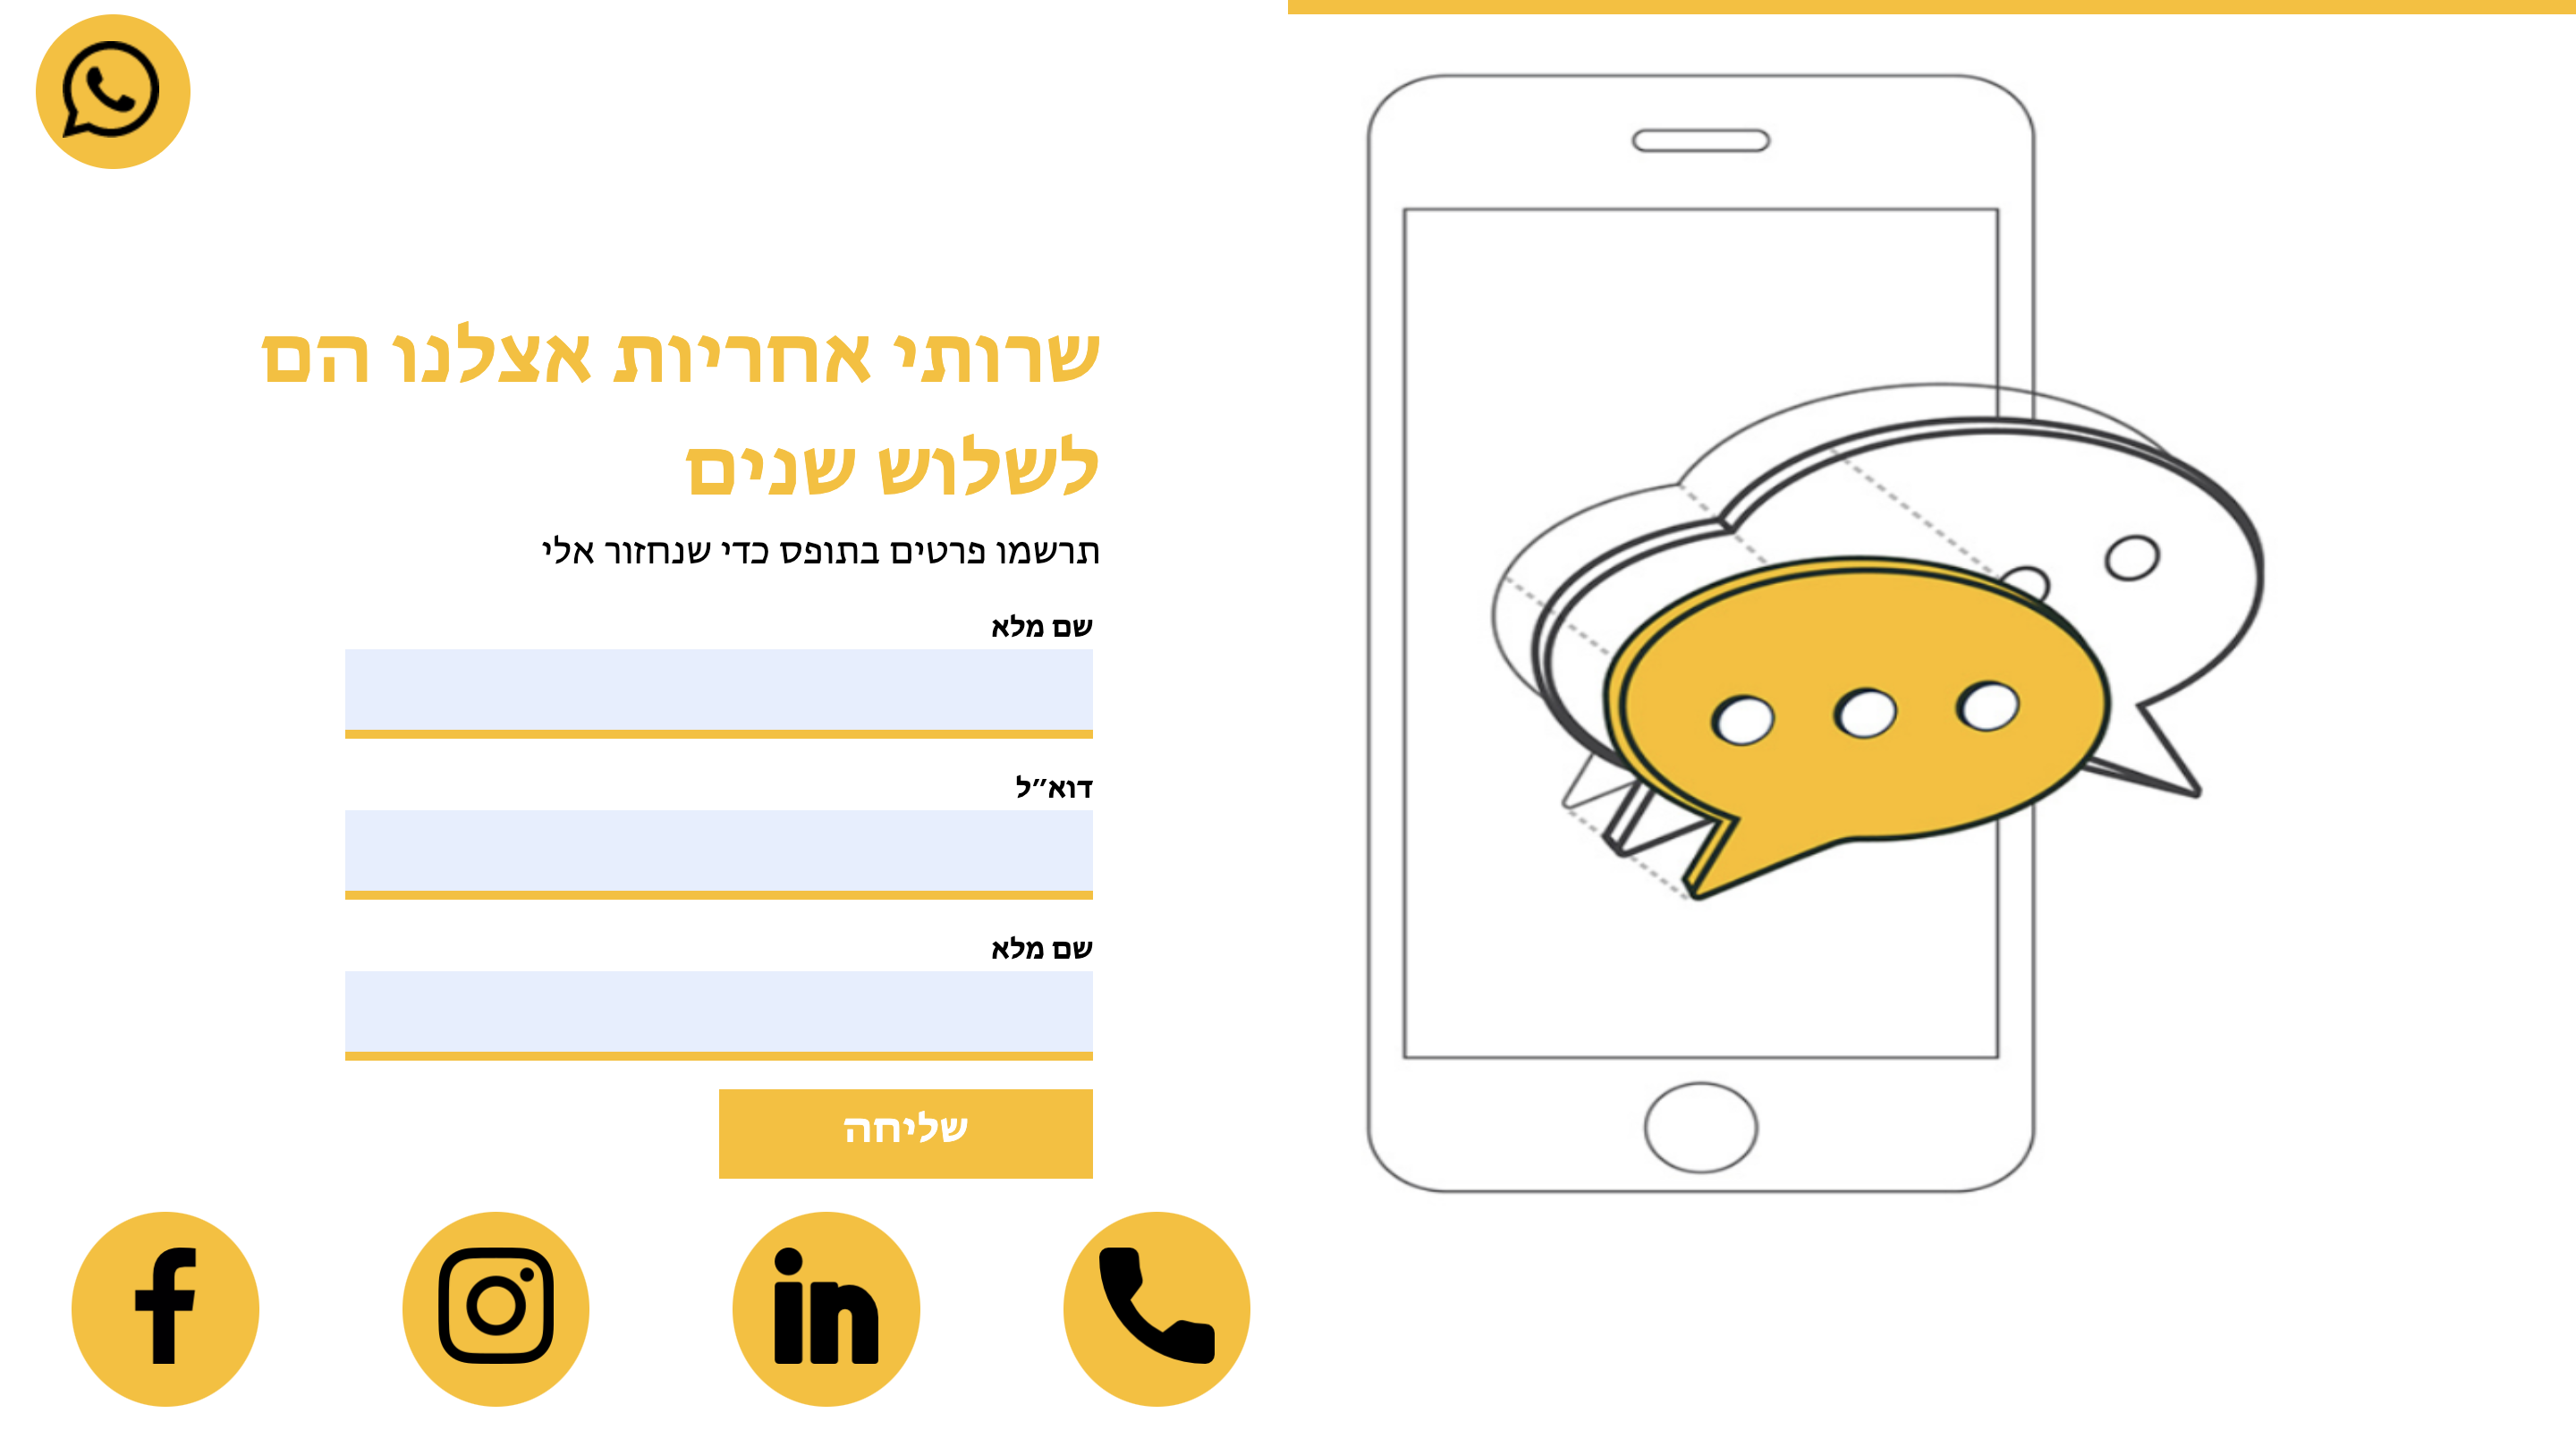 שרותי אחריות אצלנו הם
לשלוש שנים
תרשמו פרטים בתופס כדי שנחזור אלי
שם מלא
דוא״ל
שם מלא
שליחה